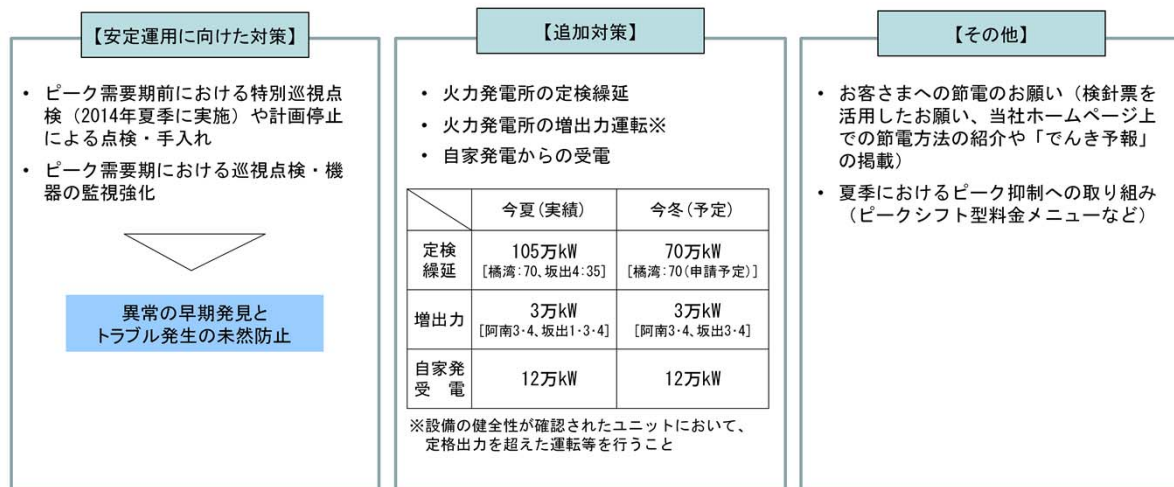 【安定運用に向けた対策】
• ピーク需要期前における特別巡視点
検（2014年夏季に実施）や計画停止
による点検・手入れ
• ピーク需要期における巡視点検・機
器の監視強化
異常の早期発見と
トラブル発生の未然防止
【追加対策】
• 火力発電所の定検繰延
• 火力発電所の増出力運転※
• 自家発電からの受電
今夏(実績) 今冬(予定)
定検
繰延
105万kW 70万kW
[橘湾:70、坂出4:35] [橘湾:70(申請予定)]
増出力
3万kW 3万kW
[阿南3・4、坂出1・3・4] [阿南3・4、坂出3・4]
自家発
受　電
12万kW 12万kW
※設備の健全性が確認されたユニットにおいて、
定格出力を超えた運転等を行うこと
【その他】
• お客さまへの節電のお願い（検針票を
活用したお願い、当社ホームページ上
での節電方法の紹介や「でんき予報」
の掲載）
• 夏季におけるピーク抑制への取り組み
（ピークシフト型料金メニューなど）